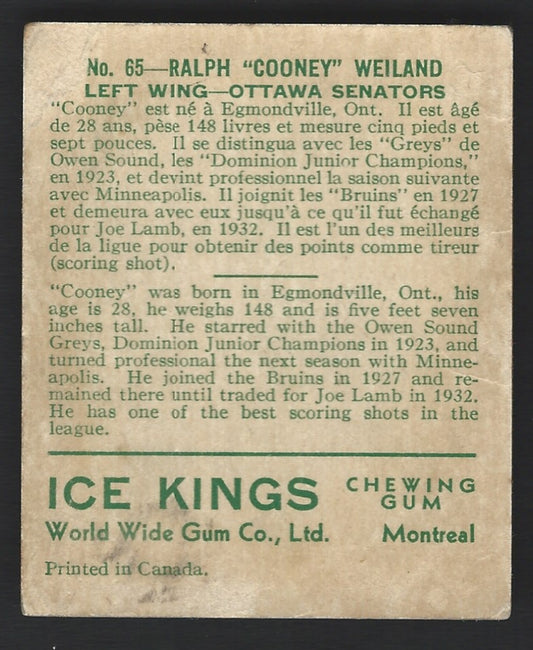 No. 65—RALPH "COONEY" WEILAND
LEFT WING—OTTAWA SENATORS
"Cooney" est né à Egmondville, Ont. Il est âgé
de 28 ans, pèse 148 livres et mesure cinq pieds et
sept pouces. Il se distingua avec les "Greys" de
Owen Sound, les "Dominion Junior Champions,"
en 1923, et devint professionnel la saison suivante
avec Minneapolis. Il joignit les "Bruins" en 1927
et demeura avec eux jusqu'à ce qu'il fut échangé
pour Joe Lamb, en 1932. Il est l'un des meilleurs
de la ligue pour obtenir des points comme tireur
(scoring shot).
"Cooney" was born in Egmondville, Ont., his
age is 28, he weighs 148 and is five feet seven
inches tall. He starred with the Owen Sound
Greys, Dominion Junior Champions in 1923, and
turned professional the next season with Minne-
apolis. He joined the Bruins in 1927 and re-
mained there until traded for Joe Lamb in 1932.
He has one of the best scoring shots in the
league.
ICE KINGS CHEWING GUM
World Wide Gum Co., Ltd. Montreal
Printed in Canada.